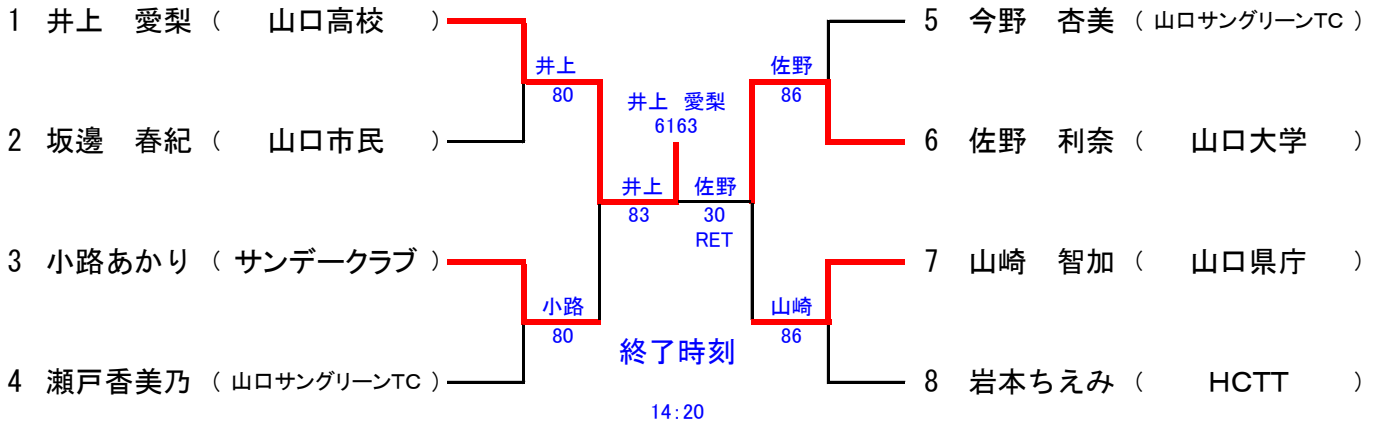 1 井上 愛梨 ( 山口高校 )
2 坂邊 春紀 ( 山口市民 )
3 小路あかり ( サンデークラブ )
4 瀬戸香美乃 ( 山口サングリーンTC )
井上
80
小路
80
井上
83
井上 愛梨
6163
佐野
30
RET
終了時刻
14:20
佐野
86
山崎
86
5 今野 杏美 ( 山口サングリーンTC )
6 佐野 利奈 ( 山口大学 )
7 山崎 智加 ( 山口県庁 )
8 岩本ちえみ ( HCTT )